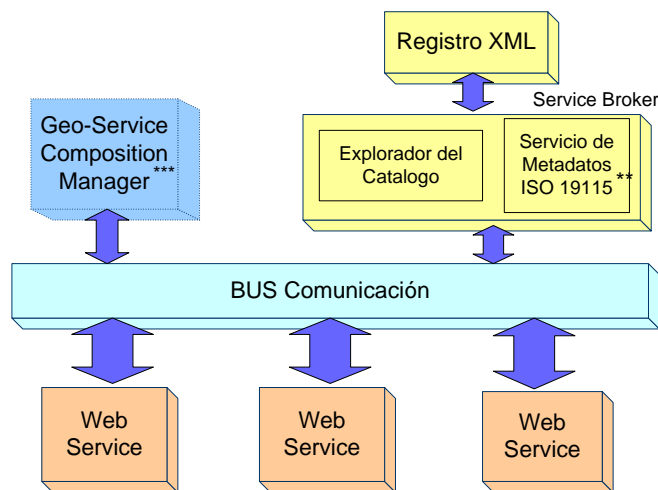 Registro XML
Service Broker
Geo-Service
Composition
Manager ***
Explorador del
Catalogo
Servicio de
Metadatos
ISO 19115 **
BUS Comunicación
Web
Service
Web
Service
Web
Service